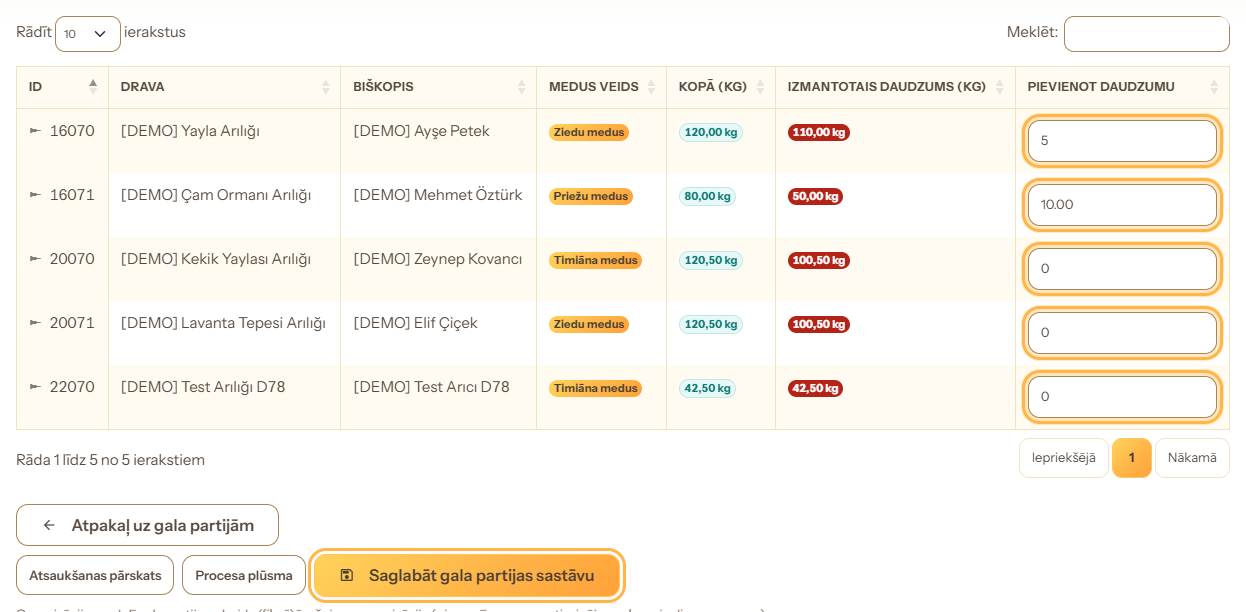 Rādīt 10 ierakstus Meklēt:
ID DRAVA BIŠKOPIS MEDUS VEIDS KOPĀ (KG) IZMANTOTAIS DAUDZUMS (KG) PIEVIENOT DAUDZUMU
16070 [DEMO] Yayla Arılığı [DEMO] Ayşe Petek Ziedu medus 120,00 kg 110,00 kg 5
16071 [DEMO] Çam Ormanı Arılığı [DEMO] Mehmet Öztürk Priežu medus 80,00 kg 50,00 kg 10.00
20070 [DEMO] Kekik Yaylası Arılığı [DEMO] Zeynep Kovancı Timiāna medus 120,50 kg 100,50 kg 0
20071 [DEMO] Lavanta Tepesi Arılığı [DEMO] Elif Çiçek Ziedu medus 120,50 kg 100,50 kg 0
22070 [DEMO] Test Arılığı D78 [DEMO] Test Arıcı D78 Timiāna medus 42,50 kg 42,50 kg 0
Rāda 1 līdz 5 no 5 ierakstiem Iepriekšējā 1 Nākamā
Atpakaļ uz gala partijām
Atsaukšanas pārskats Procesa plūsma Saglabāt gala partijas sastāvu